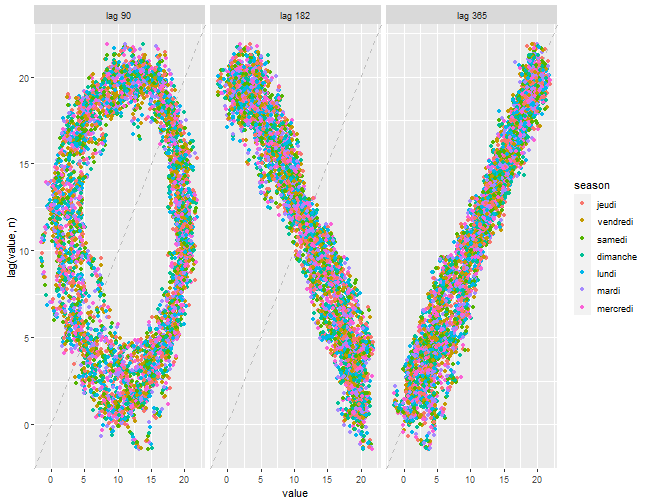 lag 90
lag 182
lag 365
lag(value, n)
20
15
10
5
0
0 5 10 15 20
0 5 10 15 20
0 5 10 15 20
value
season
jeudi
vendredi
samedi
dimanche
lundi
mardi
mercredi